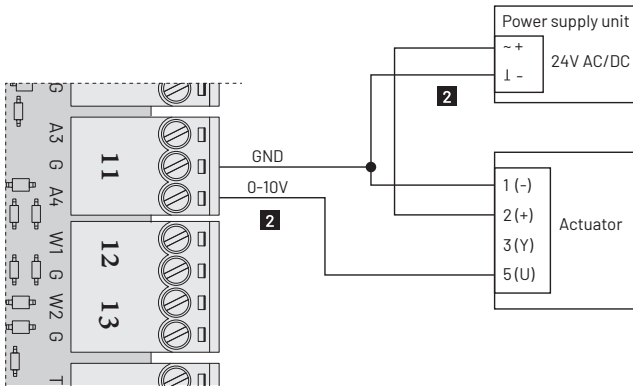 Power supply unit
~ +
⊥ -
24V AC/DC
2
G
A3
G
A4
11
GND
0-10V
2
W1
G
W2
G
12
13
T
1 (-)
2 (+)
3 (Y)
5 (U)
Actuator